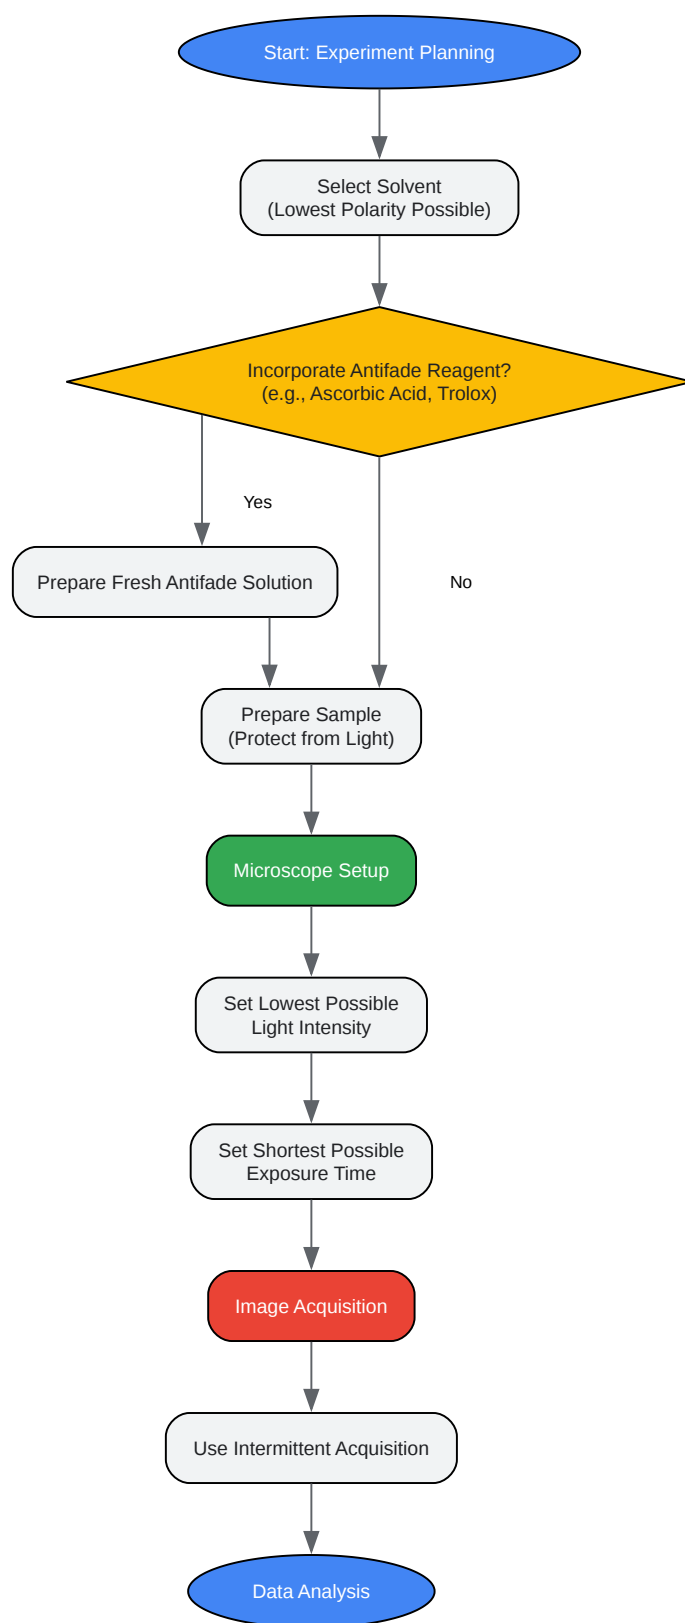 Start: Experiment Planning
Select Solvent
(Lowest Polarity Possible)
Incorporate Antifade Reagent?
(e.g., Ascorbic Acid, Trolox)
Yes
Prepare Fresh Antifade Solution
No
Prepare Sample
(Protect from Light)
Microscope Setup
Set Lowest Possible
Light Intensity
Set Shortest Possible
Exposure Time
Image Acquisition
Use Intermittent Acquisition
Data Analysis